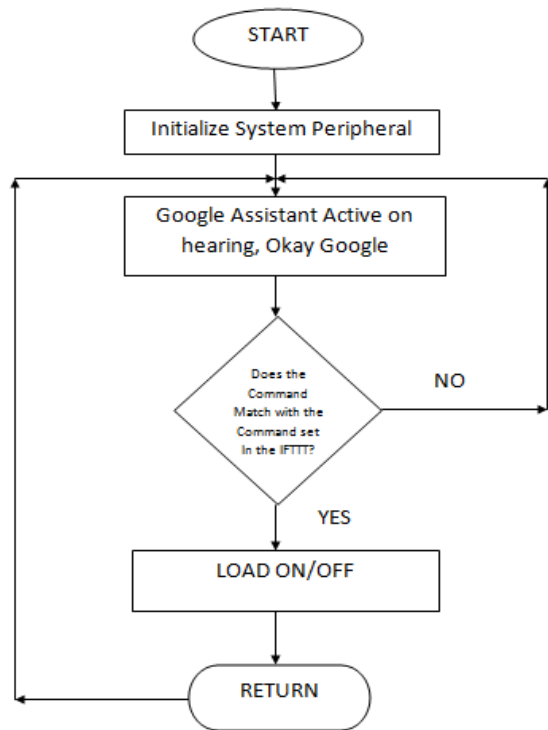 START
Initialize System Peripheral
Google Assistant Active on
hearing, Okay Google
Does the
Command
Match with the
Command set
In the IFTTT?
NO
YES
LOAD ON/OFF
RETURN